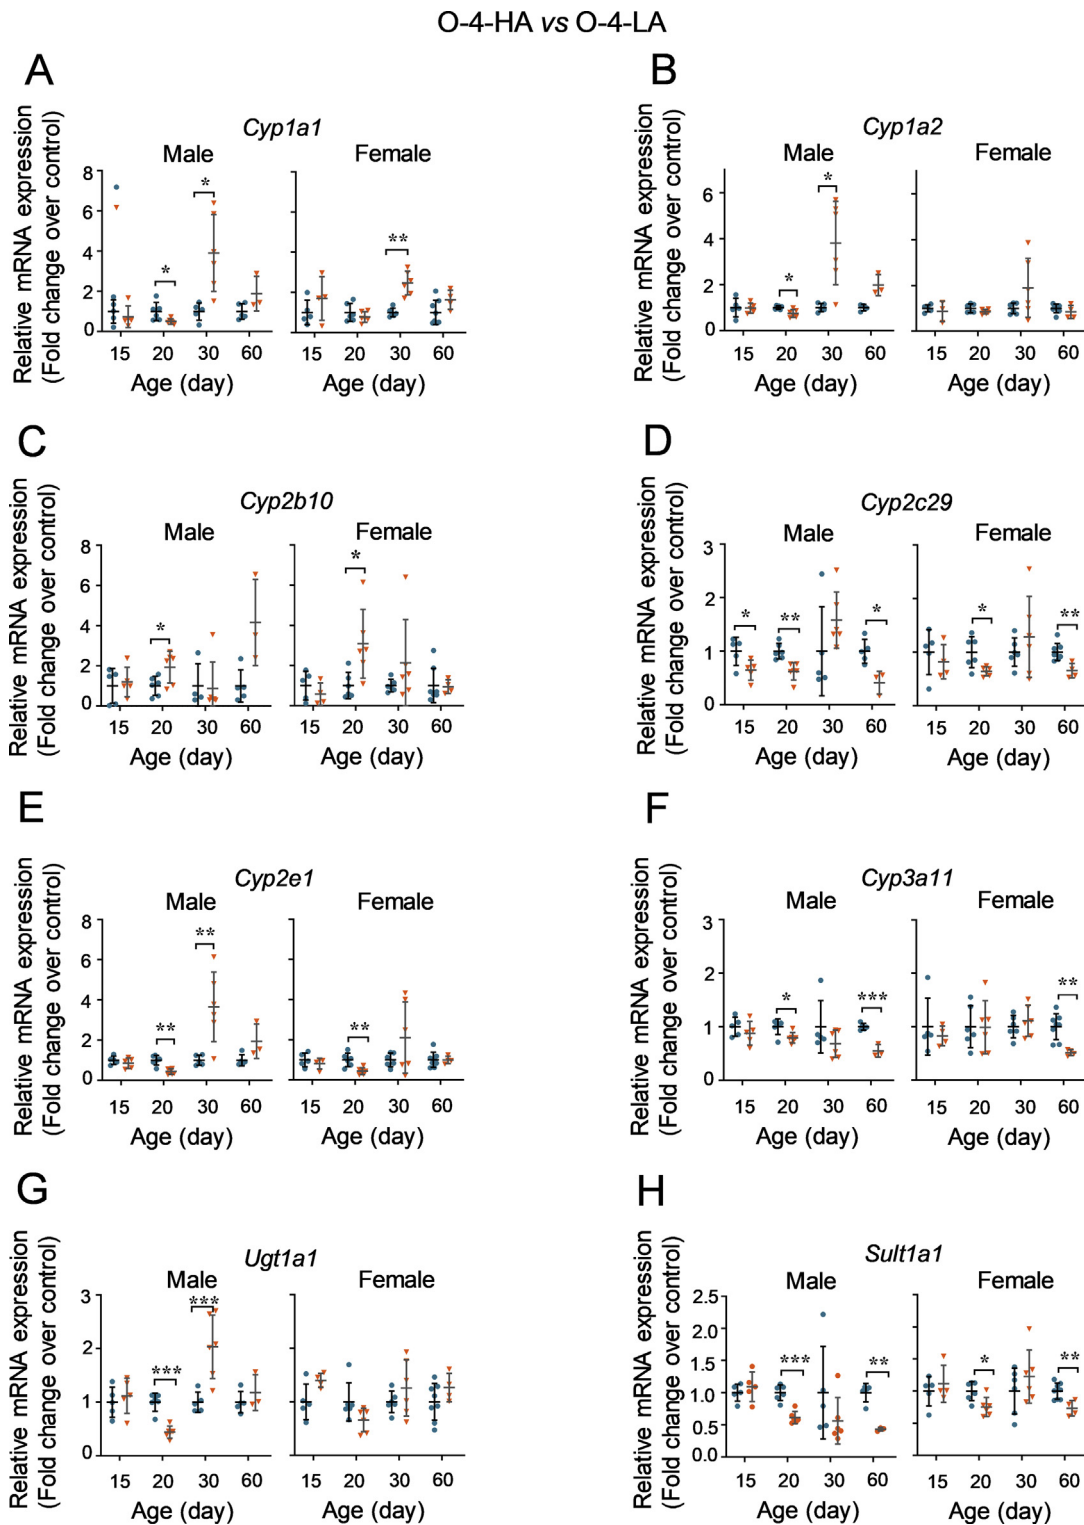 O-4-HA vs O-4-LA
A
Cyp1a1
Male
Female
Relative mRNA expression
(Fold change over control)
8
6
4
2
0
*
*
**
15 20 30 60
15 20 30 60
Age (day)
Age (day)
B
Cyp1a2
Male
Female
Relative mRNA expression
(Fold change over control)
6
4
2
0
*
*
15 20 30 60
15 20 30 60
Age (day)
Age (day)
C
Cyp2b10
Male
Female
Relative mRNA expression
(Fold change over control)
8
6
4
2
0
*
*
15 20 30 60
15 20 30 60
Age (day)
Age (day)
D
Cyp2c29
Male
Female
Relative mRNA expression
(Fold change over control)
3
2
1
0
*
**
*
*
**
15 20 30 60
15 20 30 60
Age (day)
Age (day)
E
Cyp2e1
Male
Female
Relative mRNA expression
(Fold change over control)
8
6
4
2
0
**
**
**
15 20 30 60
15 20 30 60
Age (day)
Age (day)
F
Cyp3a11
Male
Female
Relative mRNA expression
(Fold change over control)
3
2
1
0
*
***
**
15 20 30 60
15 20 30 60
Age (day)
Age (day)
G
Ugt1a1
Male
Female
Relative mRNA expression
(Fold change over control)
3
2
1
0
***
***
15 20 30 60
15 20 30 60
Age (day)
Age (day)
H
Sult1a1
Male
Female
Relative mRNA expression
(Fold change over control)
2.5
2.0
1.5
1.0
0.5
0.0
***
**
*
**
15 20 30 60
15 20 30 60
Age (day)
Age (day)